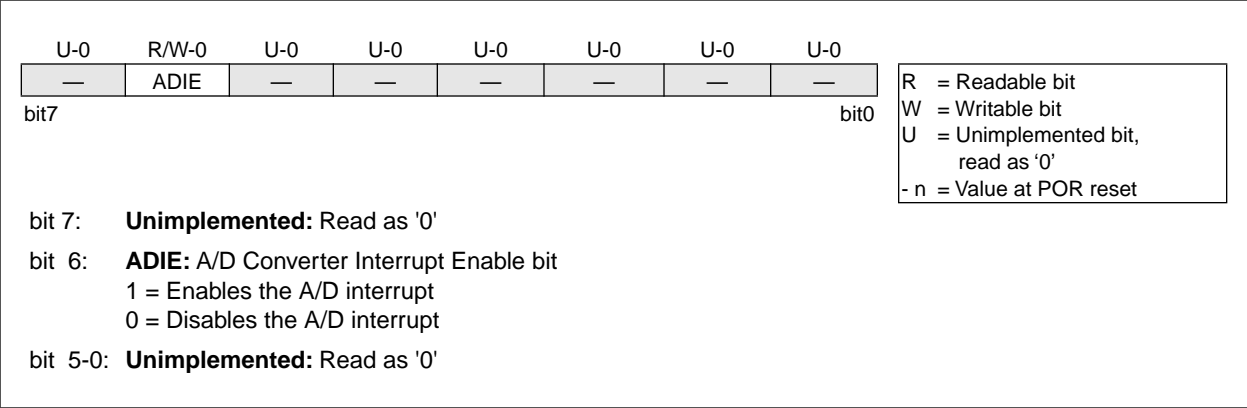 U-0 R/W-0 U-0 U-0 U-0 U-0 U-0 U-0
— ADIE — — — — — —
bit7 bit0
R = Readable bit
W = Writable bit
U = Unimplemented bit,
read as ‘0’
- n = Value at POR reset
bit 7: Unimplemented: Read as '0'
bit 6: ADIE: A/D Converter Interrupt Enable bit
1 = Enables the A/D interrupt
0 = Disables the A/D interrupt
bit 5-0: Unimplemented: Read as '0'